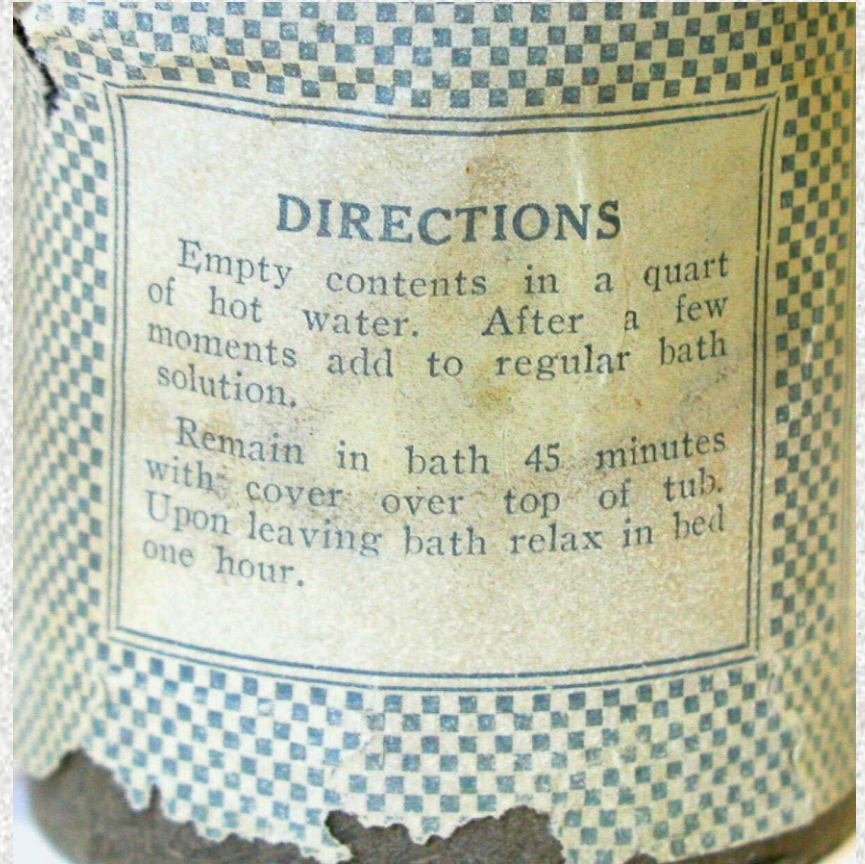 DIRECTIONS
Empty contents in a quart
of hot water. After a few
moments add to regular bath
solution.
Remain in bath 45 minutes
with cover over top of tub.
Upon leaving bath relax in bed
one hour.